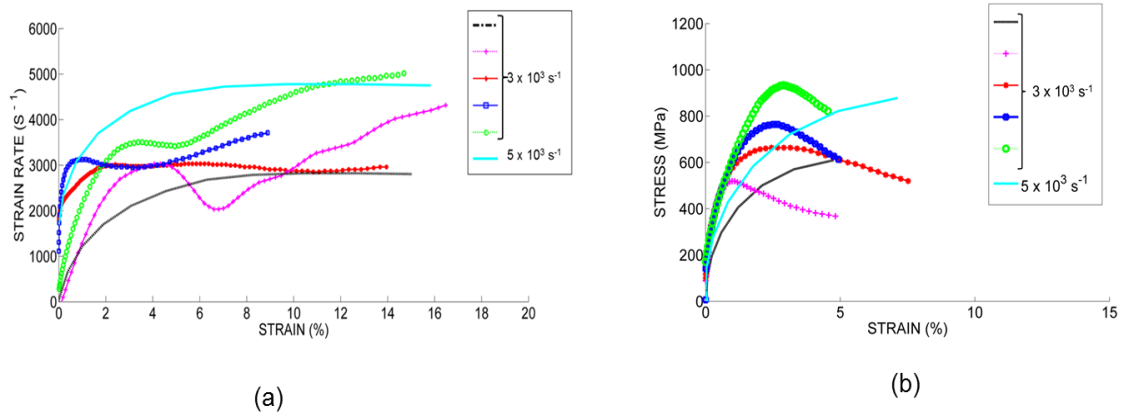 6000
5000
4000
3000
2000
1000
0
STRAIN RATE (S⁻¹)
0 2 4 6 8 10 12 14 16 18 20
STRAIN (%)
3 x 10³ s⁻¹
5 x 10³ s⁻¹
(a)
1200
1000
800
600
400
200
0
STRESS (MPa)
0 5 10 15
STRAIN (%)
3 x 10³ s⁻¹
5 x 10³ s⁻¹
(b)